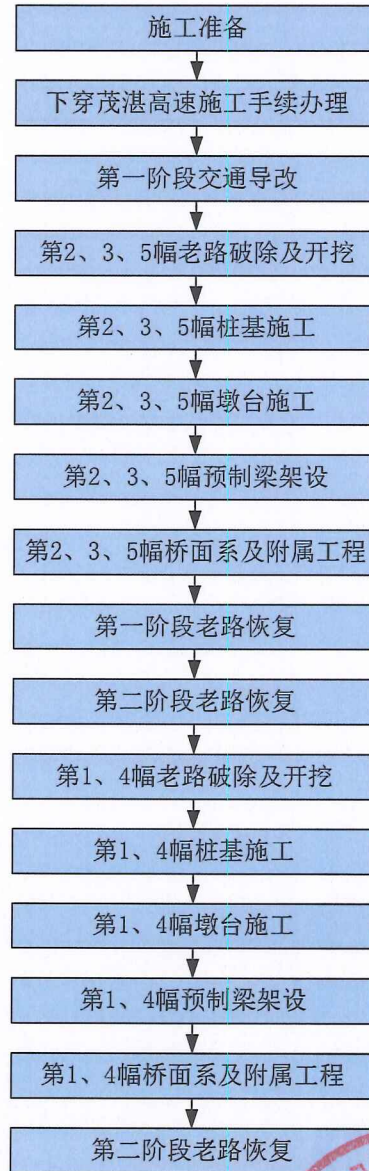 施工准备
下穿茂湛高速施工手续办理
第一阶段交通导改
第2、3、5幅老路破除及开挖
第2、3、5幅桩基施工
第2、3、5幅墩台施工
第2、3、5幅预制梁架设
第2、3、5幅桥面系及附属工程
第一阶段老路恢复
第二阶段老路恢复
第1、4幅老路破除及开挖
第1、4幅桩基施工
第1、4幅墩台施工
第1、4幅预制梁架设
第1、4幅桥面系及附属工程
第二阶段老路恢复